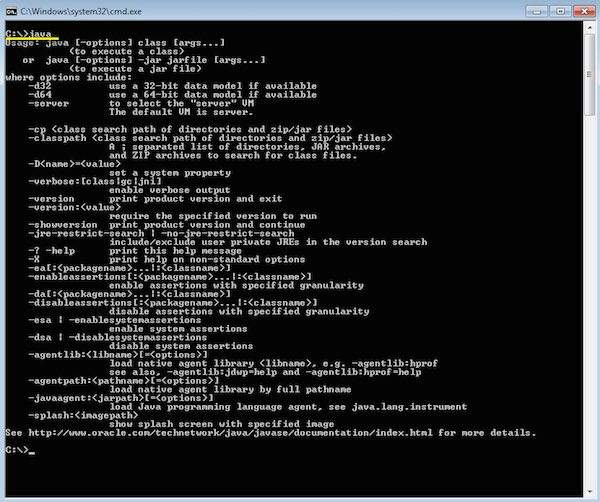 C:\Windows\system32\cmd.exe
C:\>java
Usage: java [-options] class [args...]
(to execute a class)
or java [-options] -jar jarfile [args...]
(to execute a jar file)
where options include:
-d32 use a 32-bit data model if available
-d64 use a 64-bit data model if available
-server to select the "server" VM
The default VM is server.
-cp <class search path of directories and zip/jar files>
-classpath <class search path of directories and zip/jar files>
A ; separated list of directories, JAR archives,
and ZIP archives to search for class files.
-D<name>=<value>
set a system property
-verbose:[class|gc|jni]
enable verbose output
-version print product version and exit
-version:<value>
require the specified version to run
-showversion print product version and continue
-jre-restrict-search | -no-jre-restrict-search
include/exclude user private JREs in the version search
-? -help print this help message
-X print help on non-standard options
-ea[:<packagename>...|:<classname>]
-enableassertions[:<packagename>...|:<classname>]
enable assertions with specified granularity
-da[:<packagename>...|:<classname>]
-disableassertions[:<packagename>...|:<classname>]
disable assertions with specified granularity
-esa | -enablesystemassertions
enable system assertions
-dsa | -disablesystemassertions
disable system assertions
-agentlib:<libname>[=<options>]
load native agent library <libname>, e.g. -agentlib:hprof
see also, -agentlib:jdwp=help and -agentlib:hprof=help
-agentpath:<pathname>[=<options>]
load native agent library by full pathname
-javaagent:<jarpath>[=<options>]
load Java programming language agent, see java.lang.instrument
-splash:<imagepath>
show splash screen with specified image
See http://www.oracle.com/technetwork/java/javase/documentation/index.html for more details.
C:\>_